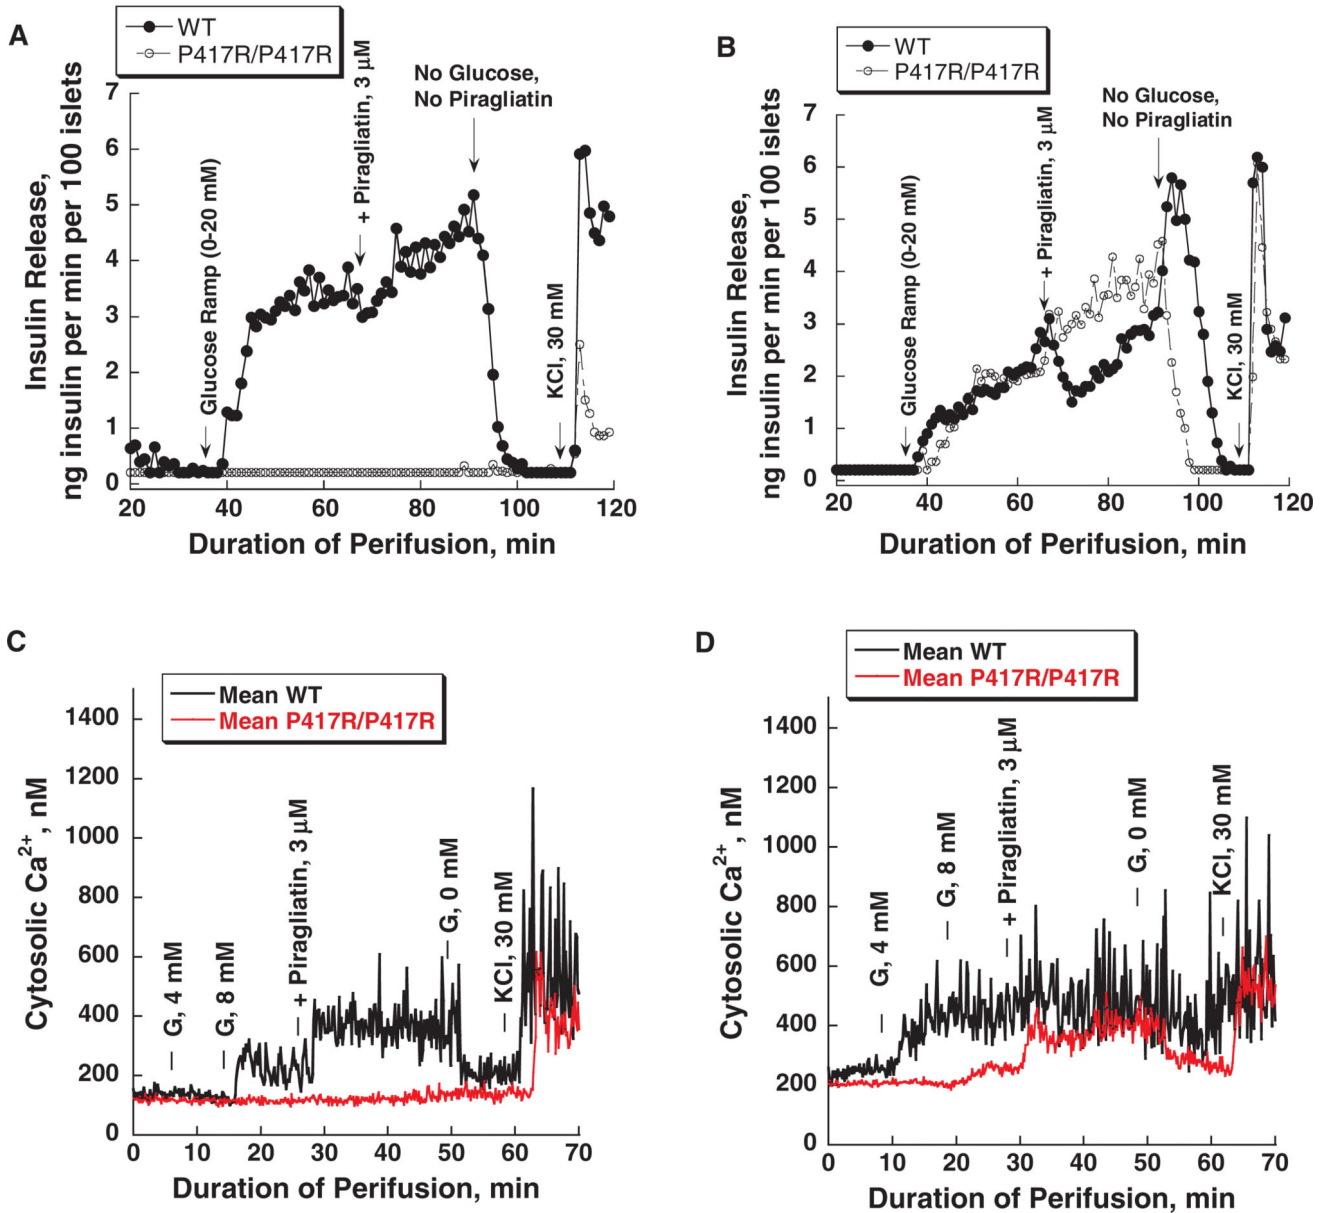 A
WT
P417R/P417R
Insulin Release,
ng insulin per min per 100 islets
7
6
5
4
3
2
1
0
Glucose Ramp (0-20 mM)
+ Piragliatin, 3 µM
No Glucose,
No Piragliatin
KCl, 30 mM
20 40 60 80 100 120
Duration of Perifusion, min
B
WT
P417R/P417R
Insulin Release,
ng insulin per min per 100 islets
7
6
5
4
3
2
1
0
Glucose Ramp (0-20 mM)
+ Piragliatin, 3 µM
No Glucose,
No Piragliatin
KCl, 30 mM
20 40 60 80 100 120
Duration of Perifusion, min
C
Mean WT
Mean P417R/P417R
Cytosolic Ca2+, nM
1400
1200
1000
800
600
400
200
0
G, 4 mM
G, 8 mM
+ Piragliatin, 3 µM
G, 0 mM
KCl, 30 mM
0 10 20 30 40 50 60 70
Duration of Perifusion, min
D
Mean WT
Mean P417R/P417R
Cytosolic Ca2+, nM
1400
1200
1000
800
600
400
200
0
G, 4 mM
G, 8 mM
+ Piragliatin, 3 µM
G, 0 mM
KCl, 30 mM
0 10 20 30 40 50 60 70
Duration of Perifusion, min